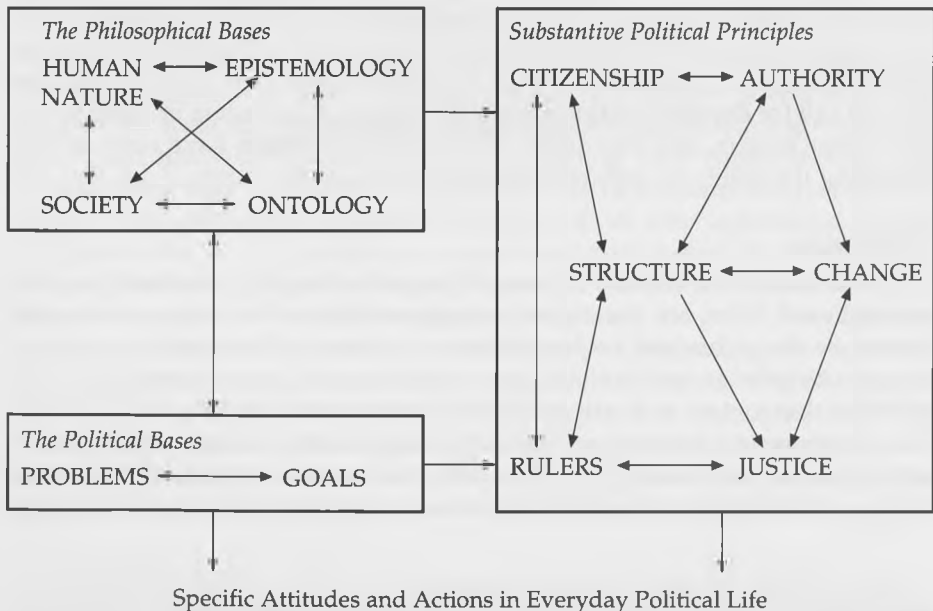 The Philosophical Bases
HUMAN NATURE
EPISTEMOLOGY
SOCIETY
ONTOLOGY
The Political Bases
PROBLEMS
GOALS
Substantive Political Principles
CITIZENSHIP
AUTHORITY
STRUCTURE
CHANGE
RULERS
JUSTICE
Specific Attitudes and Actions in Everyday Political Life